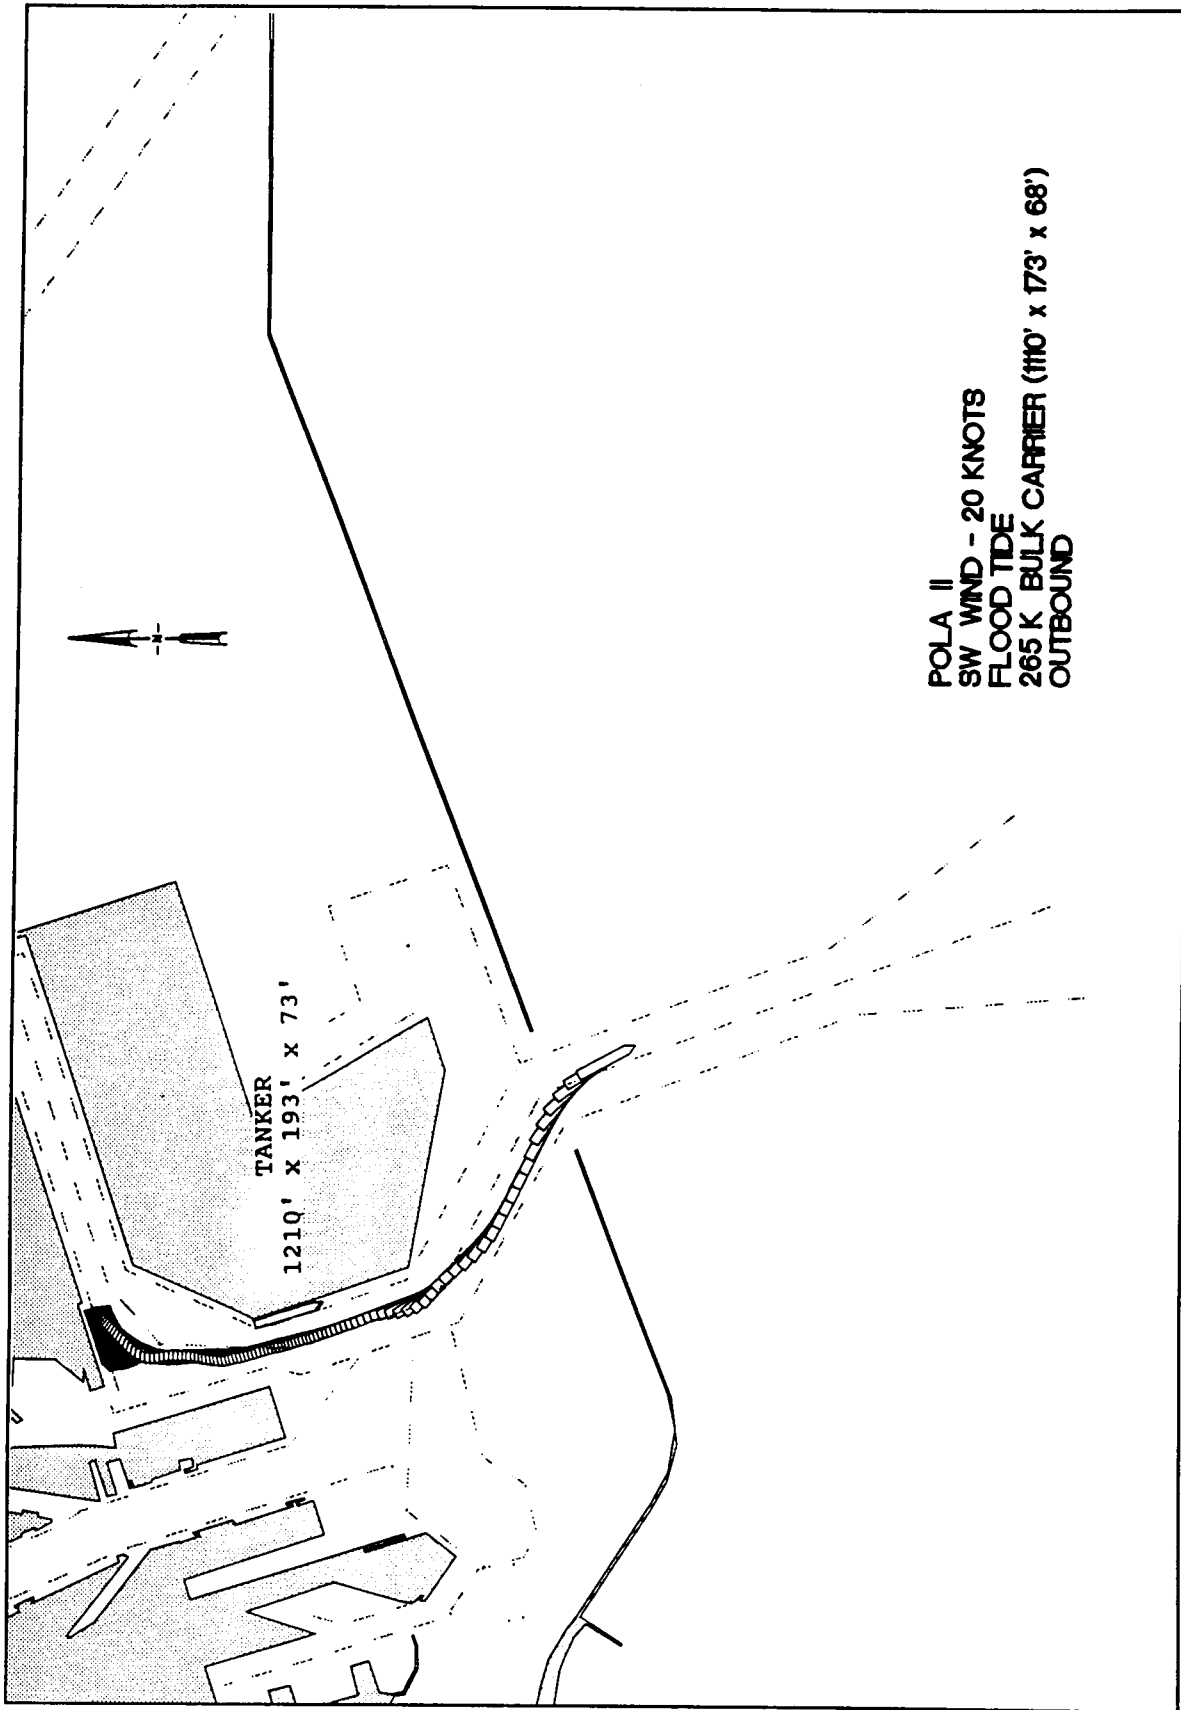 TANKER
1210' x 193' x 73'
N
POLA II
SW WIND - 20 KNOTS
FLOOD TIDE
265 K BULK CARRIER (1110' x 173' x 68')
OUTBOUND